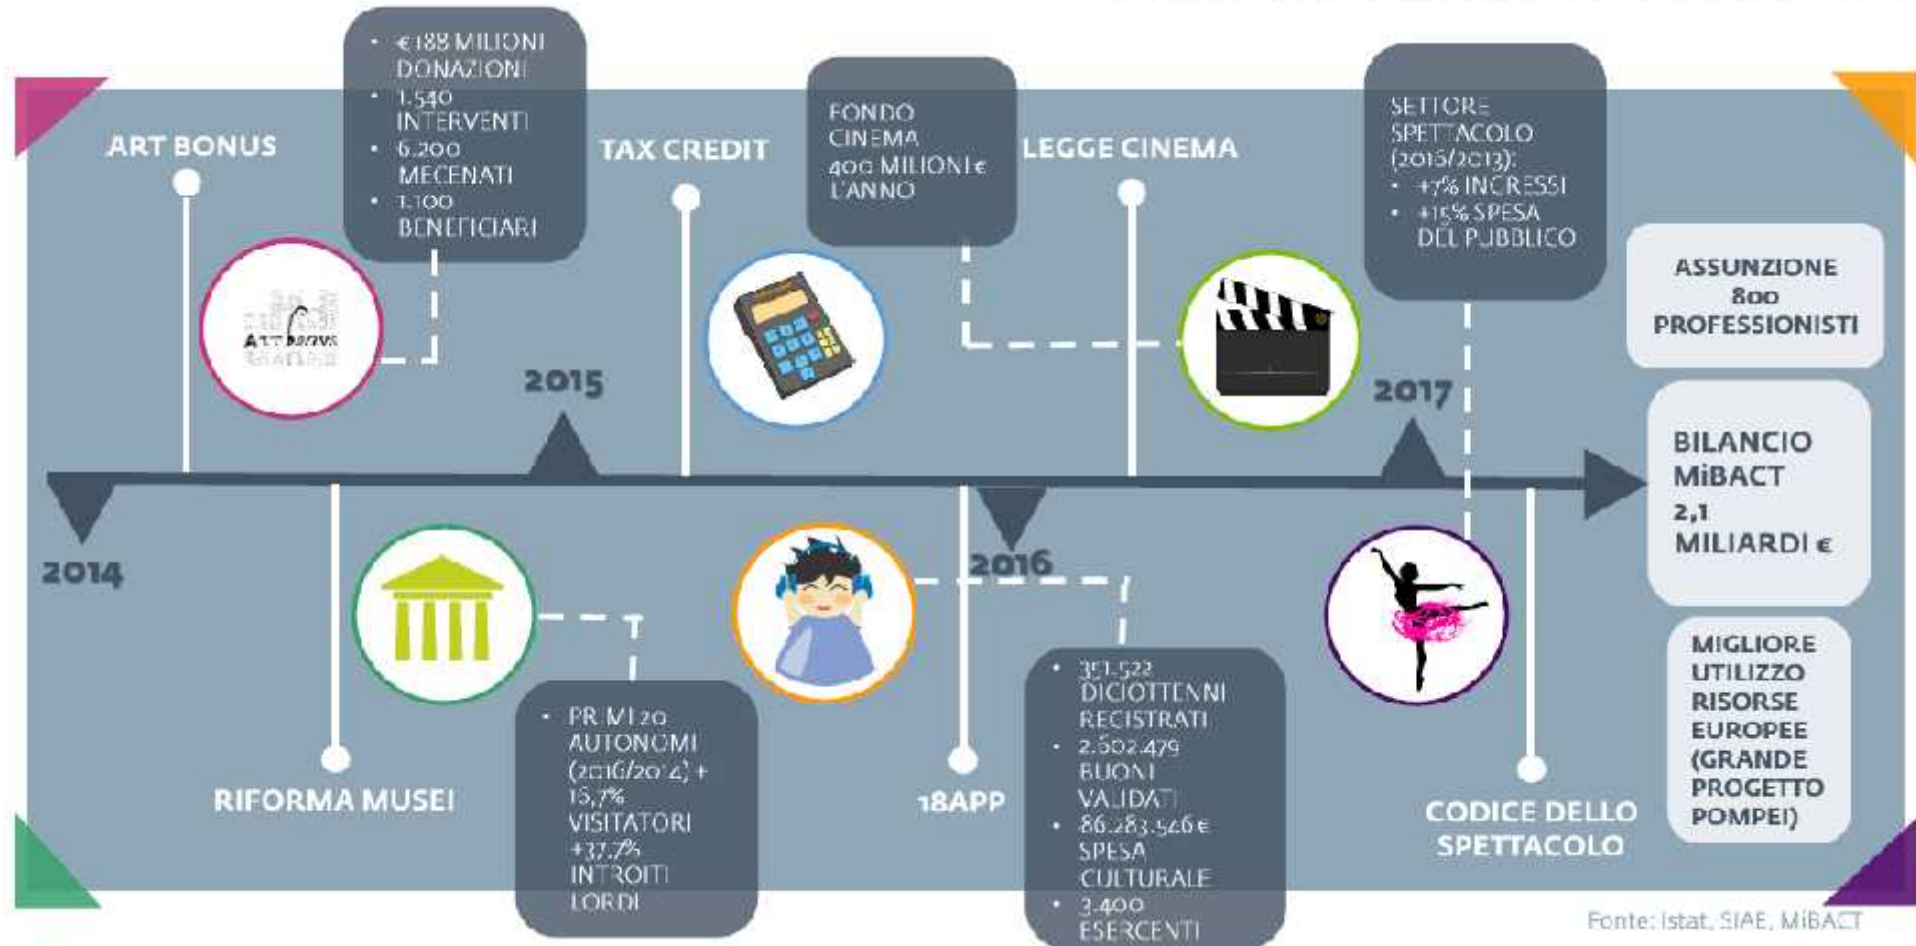 • € 188 MILIONI
DONAZIONI
• 1.540
INTERVENTI
• 6.200
MECENATI
• 1.100
BENEFICIARI
ART BONUS
TAX CREDIT
FONDO
CINEMA
400 MILIONI €
L'ANNO
LEGGE CINEMA
SETTORE
SPETTACOLO
(2016/2013):
• +7% INGRESSI
• +15% SPESA
DEL PUBBLICO
ASSUNZIONE
800
PROFESSIONISTI
ART BONUS
2015
2017
BILANCIO
MiBACT
2,1
MILIARDI €
2014
2016
MIGLIORE
UTILIZZO
RISORSE
EUROPEE
(GRANDE
PROGETTO
POMPEI)
• PRIMI 20
AUTONOMI
(2016/2014) +
16,7%
VISITATORI
+37.7%
INTROITI
LORDI
• 351.522
DICIOTTENNI
REGISTRATI
• 2.602.479
BUONI
VALIDATI
• 86.283.546 €
SPESA
CULTURALE
• 3.400
ESERCENTI
RIFORMA MUSEI
18APP
CODICE DELLO
SPETTACOLO
Fonte: Istat, SIAE, MiBACT